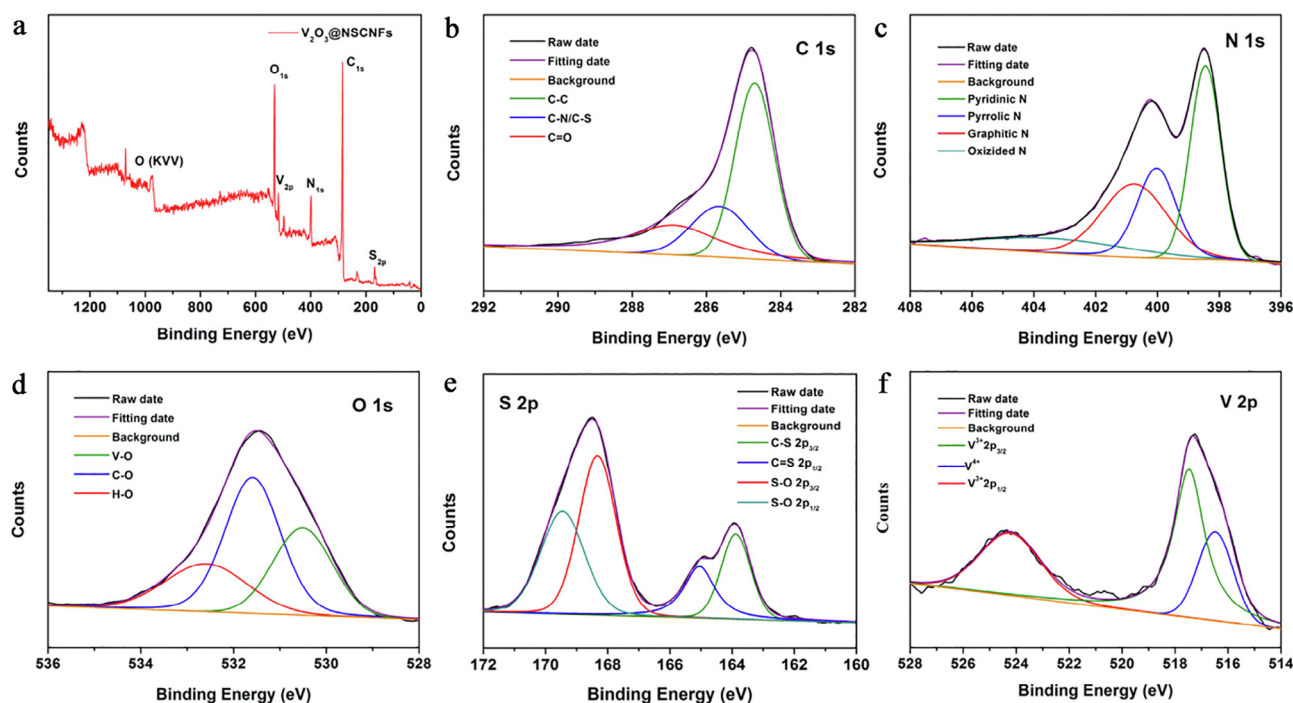 a
V₂O₃@NSCNFs
O₁ₛ
C₁ₛ
O (KVV)
V₂ₚ
N₁ₛ
S₂ₚ
Counts
1200 1000 800 600 400 200 0
Binding Energy (eV)
b
C 1s
Raw date
Fitting date
Background
C-C
C-N/C-S
C=O
Counts
292 290 288 286 284 282
Binding Energy (eV)
c
N 1s
Raw date
Fitting date
Background
Pyridinic N
Pyrrolic N
Graphitic N
Oxizided N
Counts
408 406 404 402 400 398 396
Binding Energy (eV)
d
O 1s
Raw date
Fitting date
Background
V-O
C-O
H-O
Counts
536 534 532 531 530 528
Binding Energy (eV)
e
S 2p
Raw date
Fitting date
Background
C-S 2p3/2
C=S 2p1/2
S-O 2p3/2
S-O 2p1/2
Counts
172 170 168 166 164 162 160
Binding Energy (eV)
f
V 2p
Raw date
Fitting date
Background
V³⁺2p3/2
V⁴⁺
V³⁺2p1/2
Counts
528 526 524 522 520 517 516 514
Binding Energy (eV)